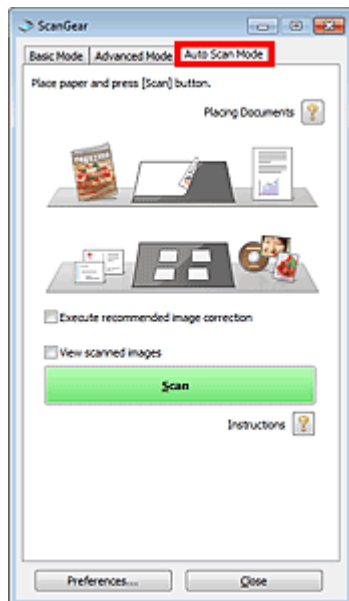 ScanGear
Basic Mode Advanced Mode Auto Scan Mode
Place paper and press [Scan] button.
Placing Documents
magazine
Execute recommended image correction
View scanned images
Scan
Instructions
Preferences... Close